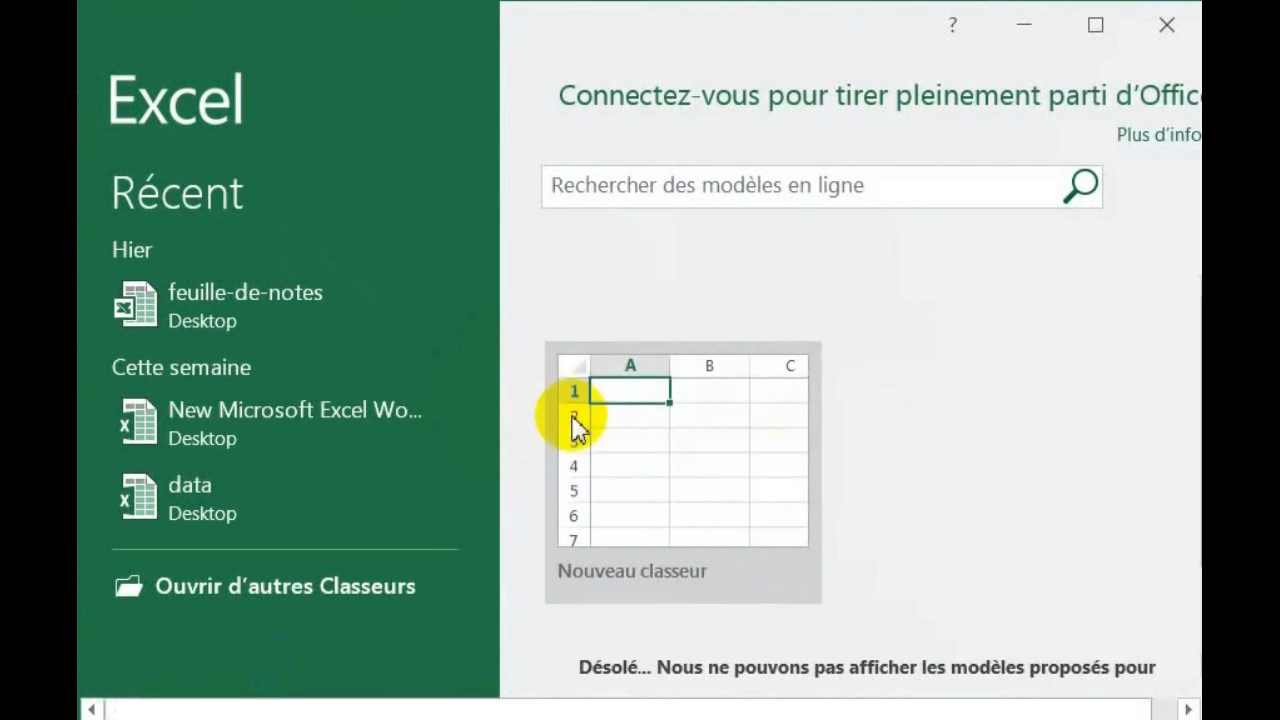 ?
Excel
Récent
Hier
feuille-de-notes
Desktop
Cette semaine
New Microsoft Excel Wo...
Desktop
data
Desktop
Ouvrir d'autres Classeurs
Connectez-vous pour tirer pleinement parti d'Offic
Plus d'info
Rechercher des modèles en ligne
A B C
1
2
3
4
5
6
7
Nouveau classeur
Désolé... Nous ne pouvons pas afficher les modèles proposés pour